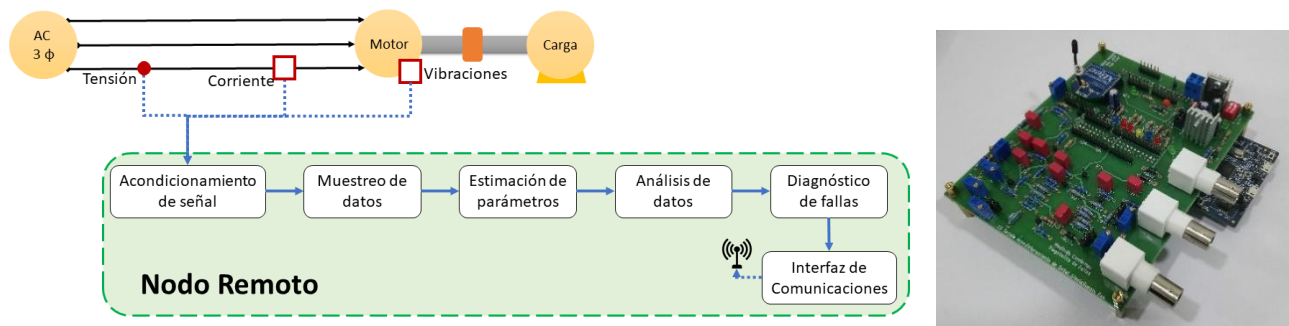 AC
3 ϕ
Motor
Carga
Tensión
Corriente
Vibraciones
Acondicionamiento
de señal
Muestreo de
datos
Estimación de
parámetros
Análisis de
datos
Diagnóstico
de fallas
Interfaz de
Comunicaciones
Nodo Remoto